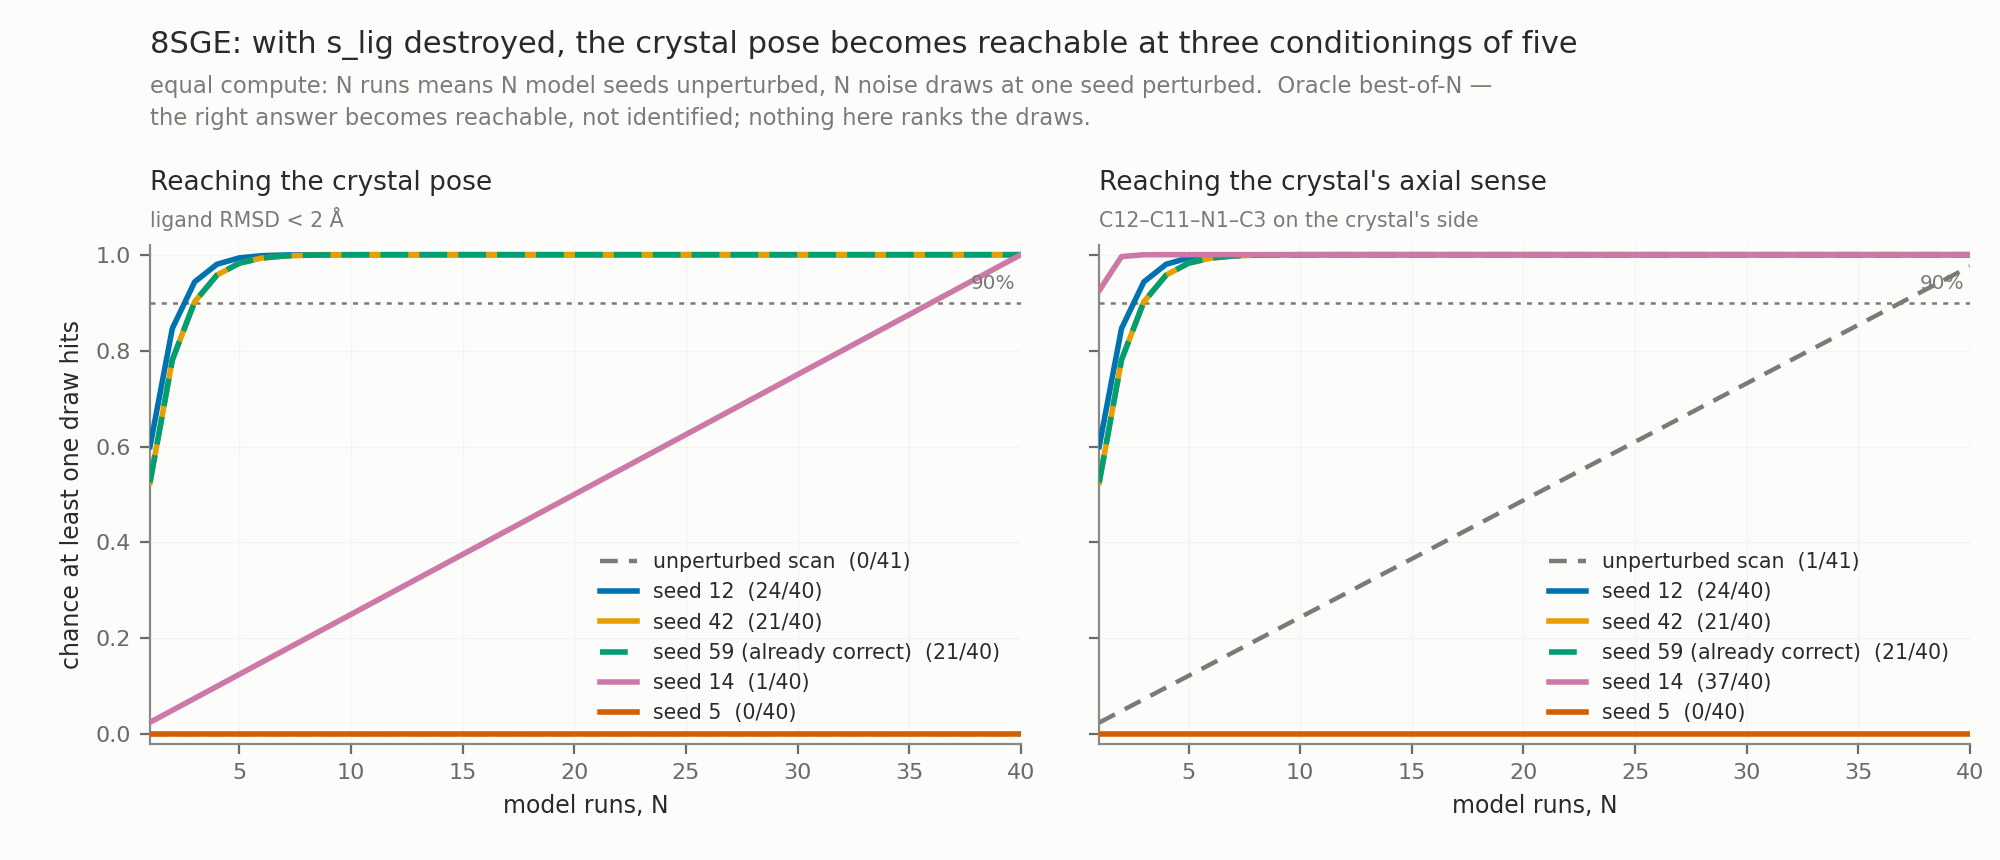 8SGE: with s_lig destroyed, the crystal pose becomes reachable at three conditionings of five
equal compute: N runs means N model seeds unperturbed, N noise draws at one seed perturbed.  Oracle best-of-N —
the right answer becomes reachable, not identified; nothing here ranks the draws.
Reaching the crystal pose
ligand RMSD < 2 Å
chance at least one draw hits
1.0
0.8
0.6
0.4
0.2
0.0
90%
unperturbed scan  (0/41)
seed 12  (24/40)
seed 42  (21/40)
seed 59 (already correct)  (21/40)
seed 14  (1/40)
seed 5  (0/40)
5
10
15
20
25
30
35
40
model runs, N
Reaching the crystal's axial sense
C12–C11–N1–C3 on the crystal's side
90%
unperturbed scan  (1/41)
seed 12  (24/40)
seed 42  (21/40)
seed 59 (already correct)  (21/40)
seed 14  (37/40)
seed 5  (0/40)
5
10
15
20
25
30
35
40
model runs, N